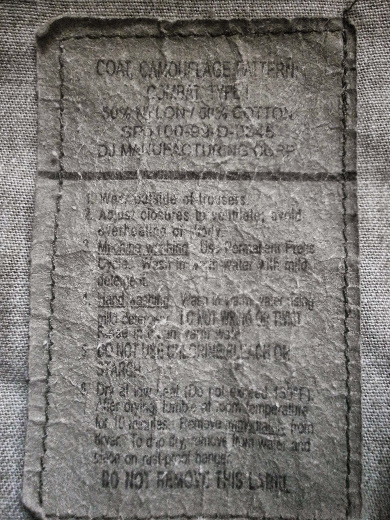 COAT, CAMOUFLAGE PATTERN
COMBAT, TYPE I
50% NYLON / 50% COTTON
DJ MANUFACTURING CORP
1. Wear outside of trousers.
2. Adjust closures to ventilate; avoid
overheating or
3. Machine washing: Use Permanent Press
Cycle. Wash in warm water with mild
detergent.
4. Hand washing: Wash in warm water using
mild detergent. DO NOT WRING OR TWIST.
Rinse in warm water.
5. DO NOT USE CHLORINE BLEACH OR
STARCH.
6. Dry at low heat (Do not exceed
After drying, tumble at room temperature
for 10 minutes. Remove immediately from
dryer. To drip dry, remove from water and
place on rust-proof hanger.
DO NOT REMOVE THIS LABEL